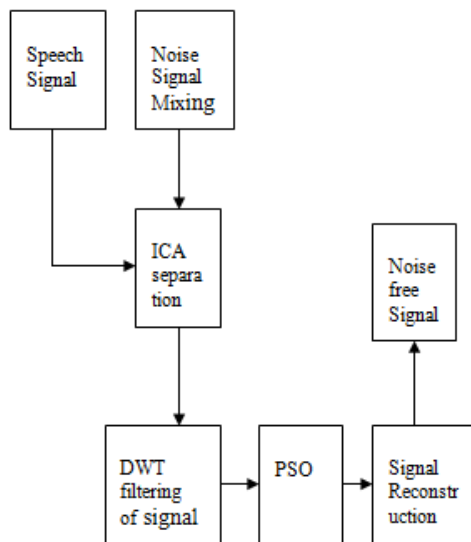 Speech
Signal
Noise
Signal
Mixing
ICA
separa
tion
Noise
free
Signal
DWT
filtering
of signal
PSO
Signal
Reconstr
uction